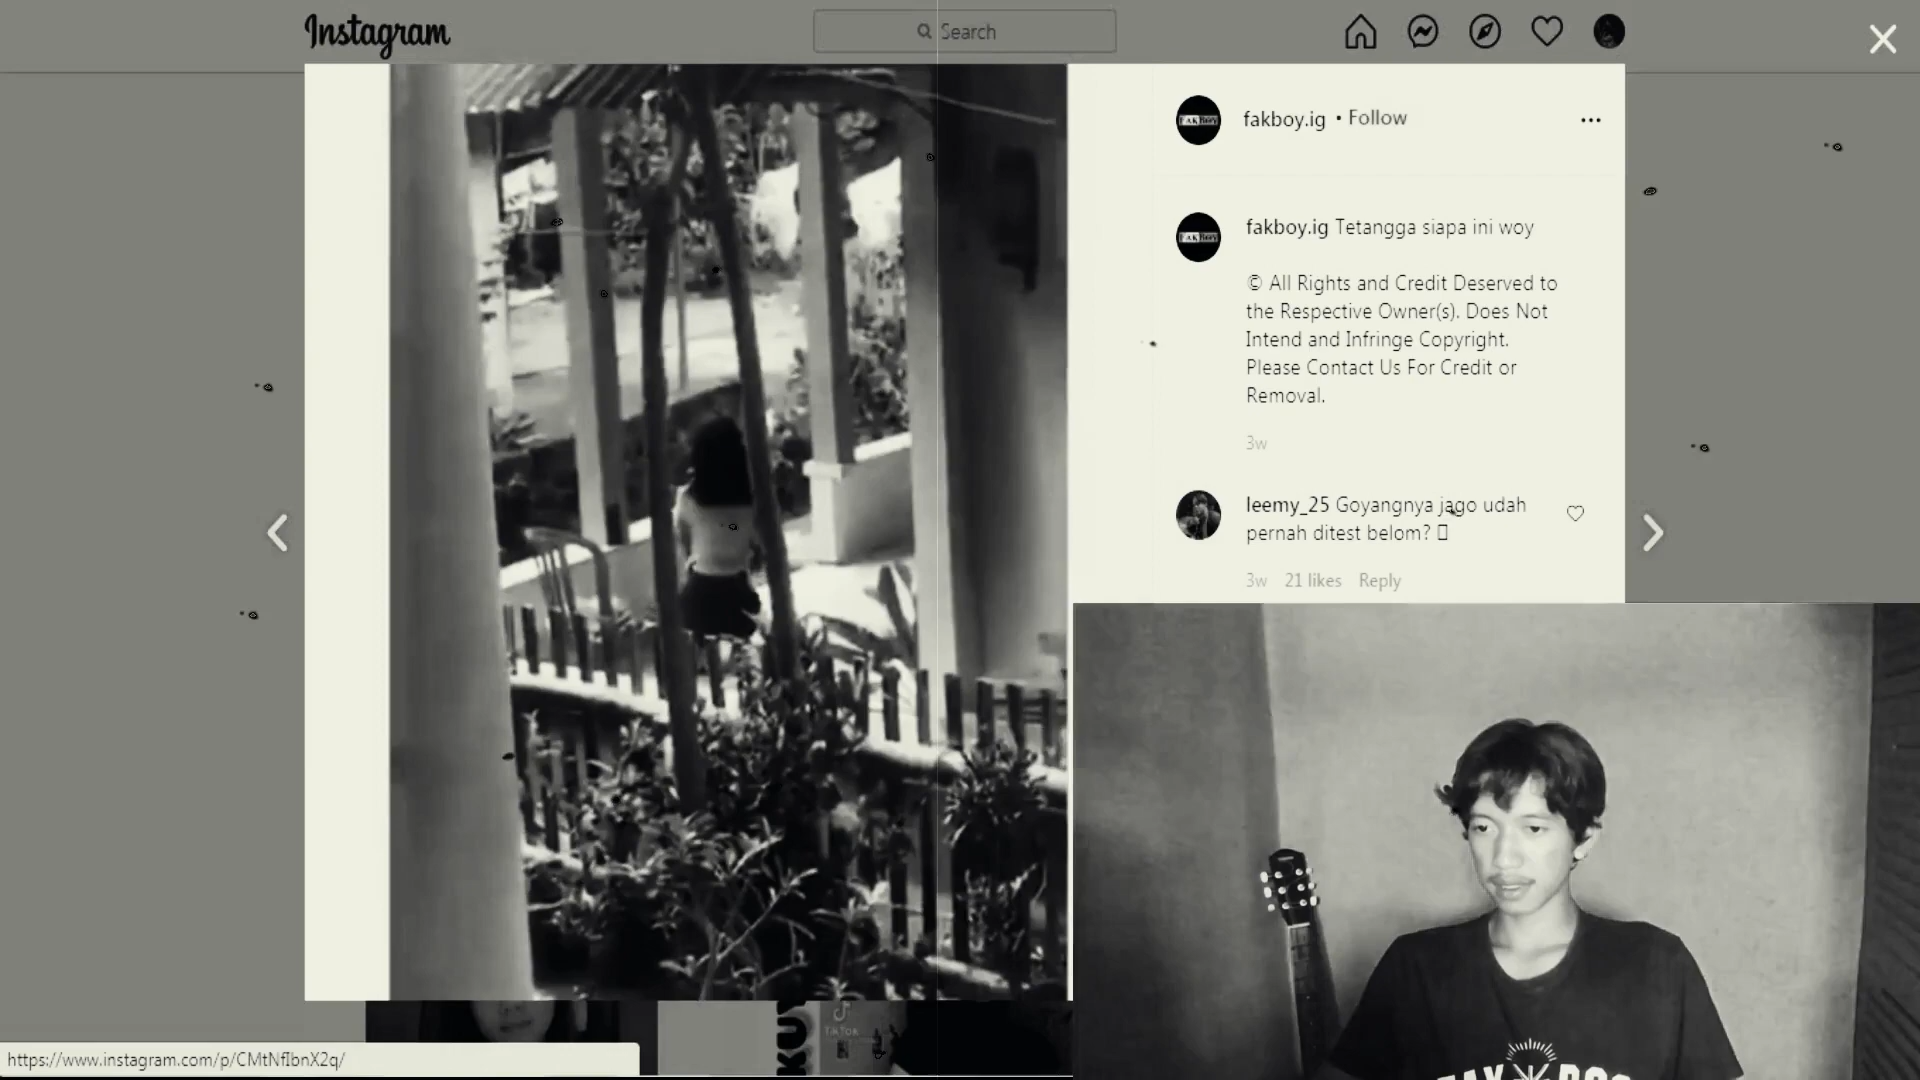 Instagram
Search
fakboy.ig • Follow
fakboy.ig Tetangga siapa ini woy
© All Rights and Credit Deserved to
the Respective Owner(s). Does Not
Intend and Infringe Copyright.
Please Contact Us For Credit or
Removal.
3w
leemy_25 Goyangnya jago udah
pernah ditest belom?
3w 21 likes Reply
TikTok
https://www.instagram.com/p/CMtNfIbnX2q/